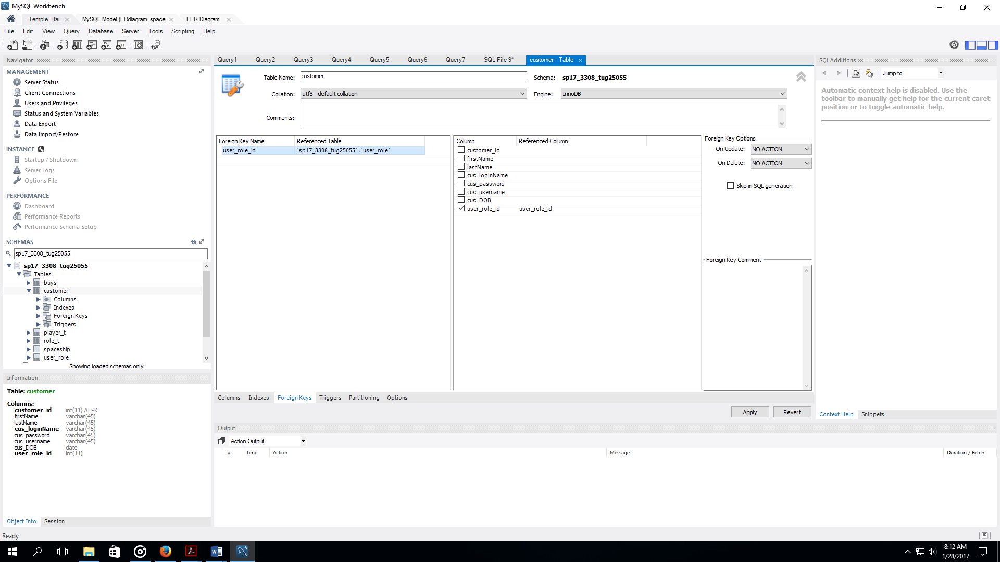 MySQL Workbench
Temple_Hai
MySQL Model (ERdiagram_space..
EER Diagram
File Edit View Query Database Server Tools Scripting Help
Navigator
MANAGEMENT
Server Status
Client Connections
Users and Privileges
Status and System Variables
Data Export
Data Import/Restore
INSTANCE
Startup / Shutdown
Server Logs
Options File
PERFORMANCE
Dashboard
Performance Reports
Performance Schema Setup
SCHEMAS
sp17_3308_tug25055
sp17_3308_tug25055
Tables
buys
customer
Columns
Indexes
Foreign Keys
Triggers
player_t
role_t
spaceship
user_role
Showing loaded schemas only
Information
Table: customer
Columns:
customer_id int(11) AI PK
firstName varchar(45)
lastName varchar(45)
cus_loginName varchar(45)
cus_password varchar(45)
cus_username varchar(45)
cus_DOB date
user_role_id int(11)
Object Info Session
Ready
Query1 Query2 Query3 Query4 Query5 Query6 Query7 SQL File 9* customer - Table
Table Name: customer Schema: sp17_3308_tug25055
Collation: utf8 - default collation Engine: InnoDB
Comments:
Foreign Key Name Referenced Table
user_role_id `sp17_3308_tug25055`.`user_role`
Column Referenced Column
customer_id
firstName
lastName
cus_loginName
cus_password
cus_username
cus_DOB
user_role_id user_role_id
Foreign Key Options
On Update: NO ACTION
On Delete: NO ACTION
Skip in SQL generation
Foreign Key Comment
Columns Indexes Foreign Keys Triggers Partitioning Options
Apply Revert
Output
Action Output
# Time Action Message Duration / Fetch
SQLAdditions
Jump to
Automatic context help is disabled. Use the
toolbar to manually get help for the current caret
position or to toggle automatic help.
Context Help Snippets
8:12 AM
1/28/2017